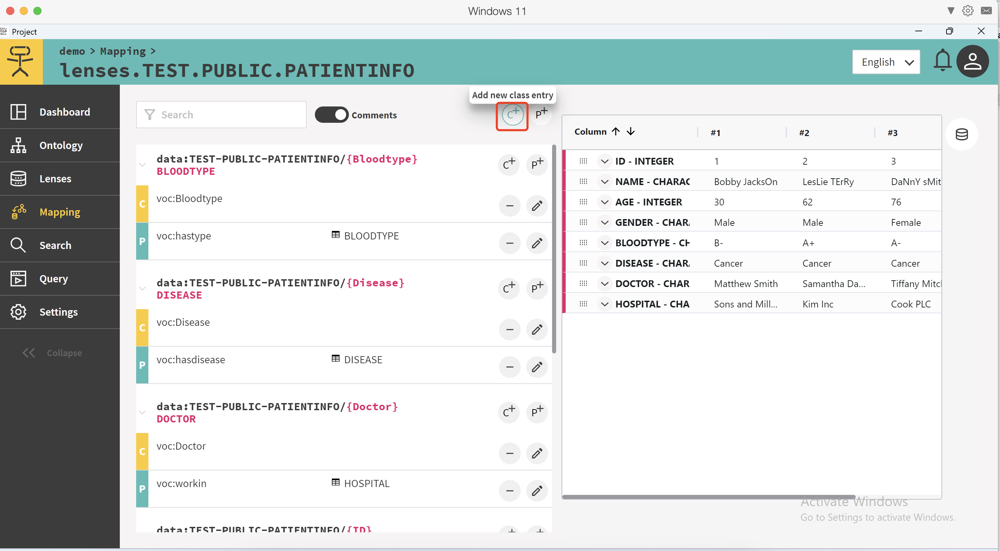 Windows 11
Project
demo > Mapping >
lenses.TEST.PUBLIC.PATIENTINFO
English
Add new class entry
Dashboard
Ontology
Lenses
Mapping
Search
Query
Settings
Collapse
Search
Comments
C+
P+
data:TEST-PUBLIC-PATIENTINFO/{Bloodtype}
BLOODTYPE
C+ P+
C voc:Bloodtype
P voc:hastype BLOODTYPE
data:TEST-PUBLIC-PATIENTINFO/{Disease}
DISEASE
C+ P+
C voc:Disease
P voc:hasdisease DISEASE
data:TEST-PUBLIC-PATIENTINFO/{Doctor}
DOCTOR
C+ P+
C voc:Doctor
P voc:workin HOSPITAL
data:TEST-PUBLIC-PATIENTINFO/{ID}
Column #1 #2 #3
ID - INTEGER 1 2 3
NAME - CHARAC Bobby JacksOn LesLie TErRy DaNnY sMit
AGE - INTEGER 30 62 76
GENDER - CHARA Male Male Female
BLOODTYPE - CH B- A+ A-
DISEASE - CHARA Cancer Cancer Cancer
DOCTOR - CHAR Matthew Smith Samantha Da... Tiffany Mitcl
HOSPITAL - CHA Sons and Mill... Kim Inc Cook PLC
Activate Windows
Go to Settings to activate Windows.